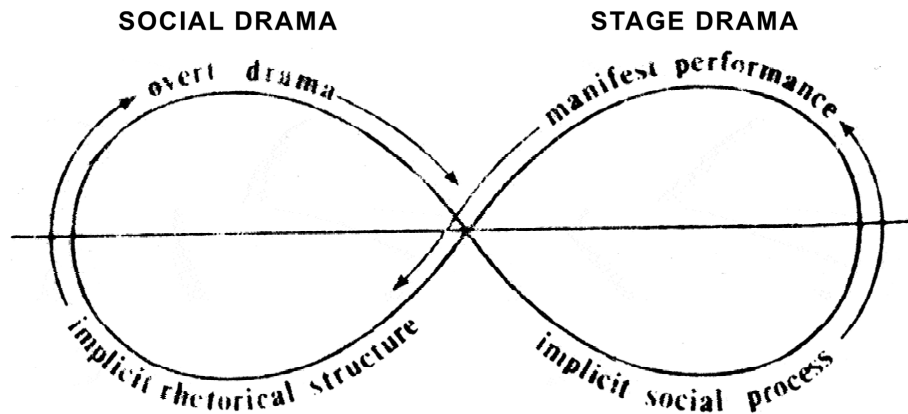 SOCIAL DRAMA
STAGE DRAMA
overt drama
manifest performance
implicit rhetorical structure
implicit social process